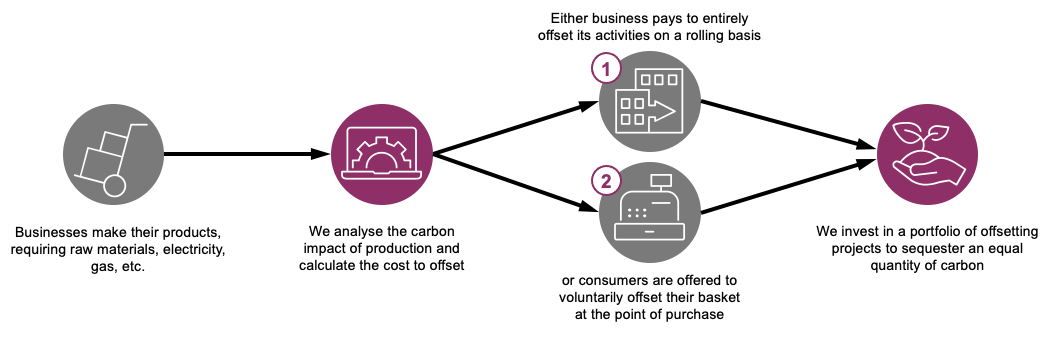 Either business pays to entirely
offset its activities on a rolling basis
1
2
Businesses make their products,
requiring raw materials, electricity,
gas, etc.
We analyse the carbon
impact of production and
calculate the cost to offset
or consumers are offered to
voluntarily offset their basket
at the point of purchase
We invest in a portfolio of offsetting
projects to sequester an equal
quantity of carbon